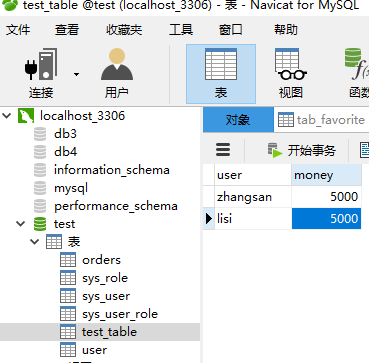 test_table @test (localhost_3306) - 表 - Navicat for MySQL
文件 查看 收藏夹 工具 窗口 帮助
连接 用户 表 视图
localhost_3306
db3
db4
information_schema
mysql
performance_schema
test
表
orders
sys_role
sys_user
sys_user_role
test_table
user
对象 tab_favorite
开始事务
user money
zhangsan 5000
lisi 5000